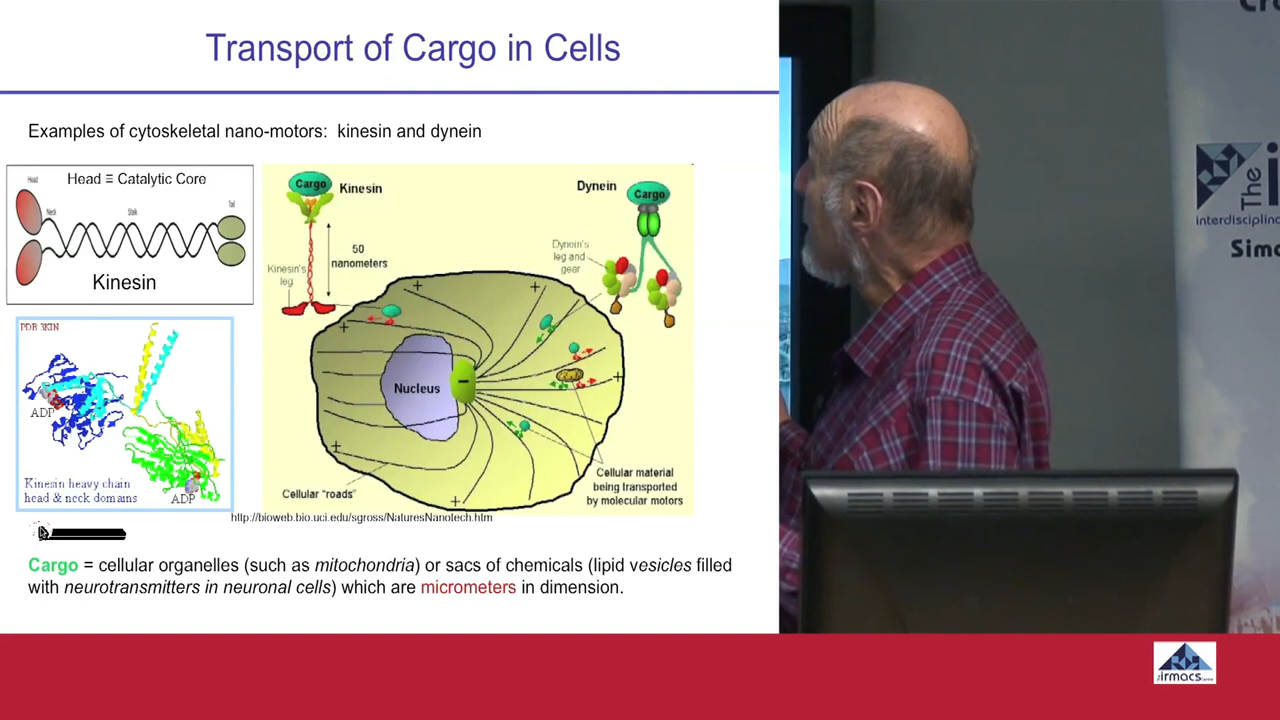 Transport of Cargo in Cells
Examples of cytoskeletal nano-motors: kinesin and dynein
Head
Head ≡ Catalytic Core
Neck
Stalk
Tail
Kinesin
PDB 3KIN
ADP
ADP
Kinesin heavy chain
head & neck domains
Cargo
Kinesin
50
nanometers
Kinesin's
leg
Dynein
Cargo
Dynein's
leg and
gear
+
+
+
+
+
+
Nucleus
−
Cellular "roads"
Cellular material
being transported
by molecular motors
http://bioweb.bio.uci.edu/sgross/NaturesNanotech.htm
Cargo = cellular organelles (such as mitochondria) or sacs of chemicals (lipid vesicles filled
with neurotransmitters in neuronal cells) which are micrometers in dimension.
The i
interdisciplina
Simo
irmacs